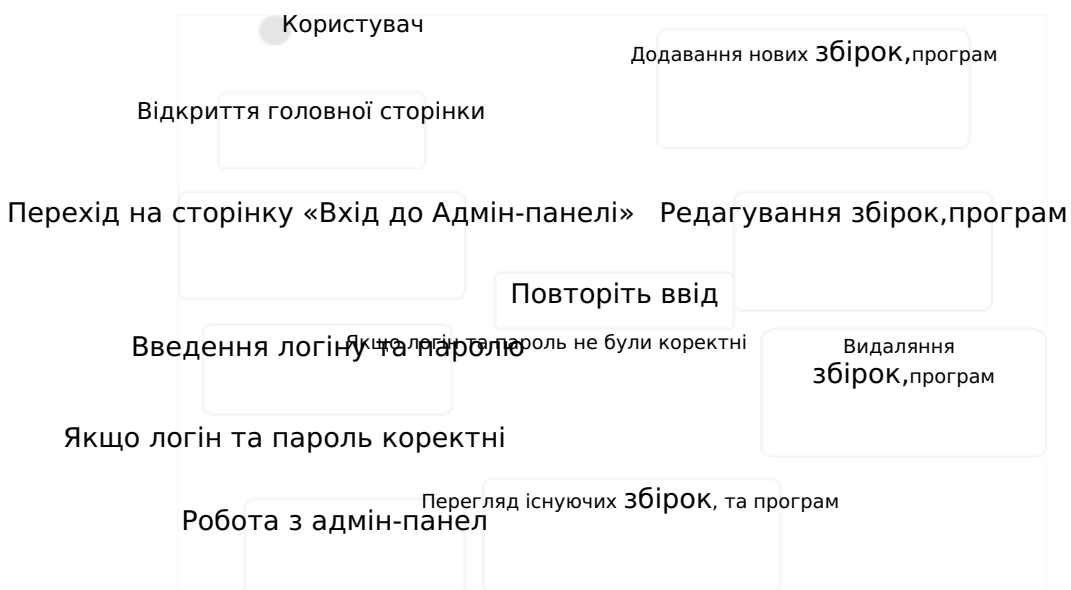 Користувач
Додавання нових збірок,програм
Відкриття головної сторінки
Перехід на сторінку «Вхід до Адмін-панелі»
Редагування збірок,програм
Повторіть ввід
Введення логіну та паролю
Якщо логін та пароль не були коректні
Видаляння
збірок,програм
Якщо логін та пароль коректні
Перегляд існуючих збірок, та програм
Робота з адмін-панел